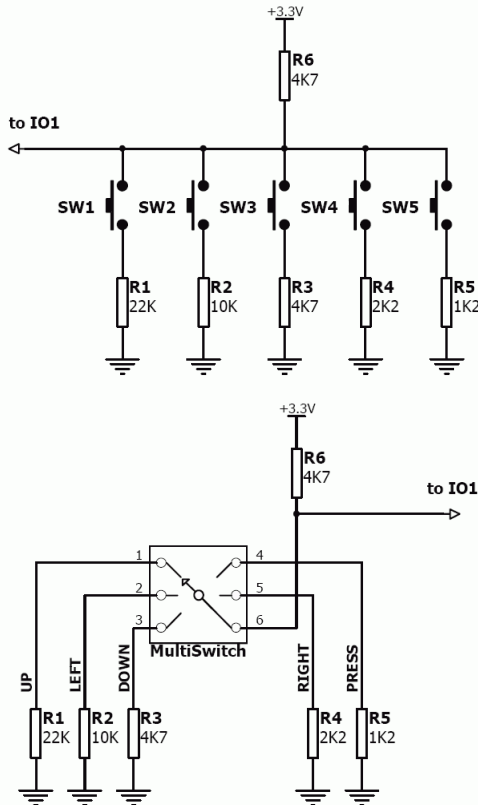 +3.3V
R6
4K7
to IO1
SW1 SW2 SW3 SW4 SW5
R1 R2 R3 R4 R5
22K 10K 4K7 2K2 1K2
+3.3V
R6
4K7
to IO1
1 4
2 5
3 6
MultiSwitch
UP LEFT DOWN RIGHT PRESS
R1 R2 R3 R4 R5
22K 10K 4K7 2K2 1K2